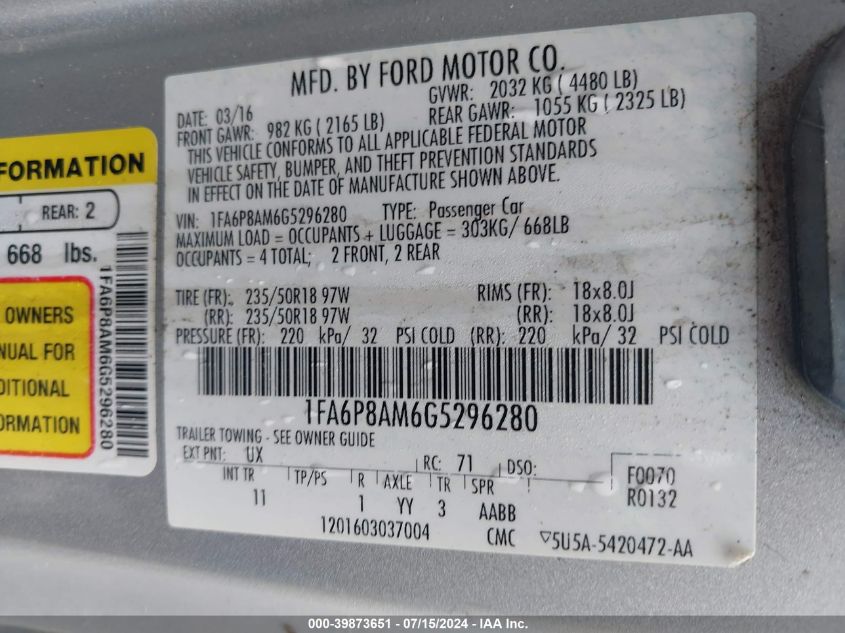 MFD. BY FORD MOTOR CO.
DATE: 03/16 GVWR: 2032 KG ( 4480 LB)
FRONT GAWR: 982 KG ( 2165 LB) REAR GAWR: 1055 KG ( 2325 LB)
THIS VEHICLE CONFORMS TO ALL APPLICABLE FEDERAL MOTOR
VEHICLE SAFETY, BUMPER, AND THEFT PREVENTION STANDARDS
IN EFFECT ON THE DATE OF MANUFACTURE SHOWN ABOVE.
VIN: 1FA6P8AM6G5296280 TYPE: Passenger Car
MAXIMUM LOAD = OCCUPANTS + LUGGAGE = 303KG/ 668LB
OCCUPANTS = 4 TOTAL; 2 FRONT, 2 REAR
TIRE (FR): 235/50R18 97W RIMS (FR): 18x8.0J
(RR): 235/50R18 97W (RR): 18x8.0J
PRESSURE (FR): 220 kPa/ 32 PSI COLD (RR): 220 kPa/ 32 PSI COLD
1FA6P8AM6G5296280
TRAILER TOWING - SEE OWNER GUIDE
EXT PNT: UX RC: 71 DSO: F0070
INT TR TP/PS R AXLE TR SPR R0132
11 1 YY 3 AABB
1201603037004 CMC ▽5U5A-5420472-AA
FORMATION
REAR: 2
668 lbs.
OWNERS
NUAL FOR
DITIONAL
ORMATION
1FA6P8AM6G5296280
000-39873651 / 07/15/2024 - IAA Inc.